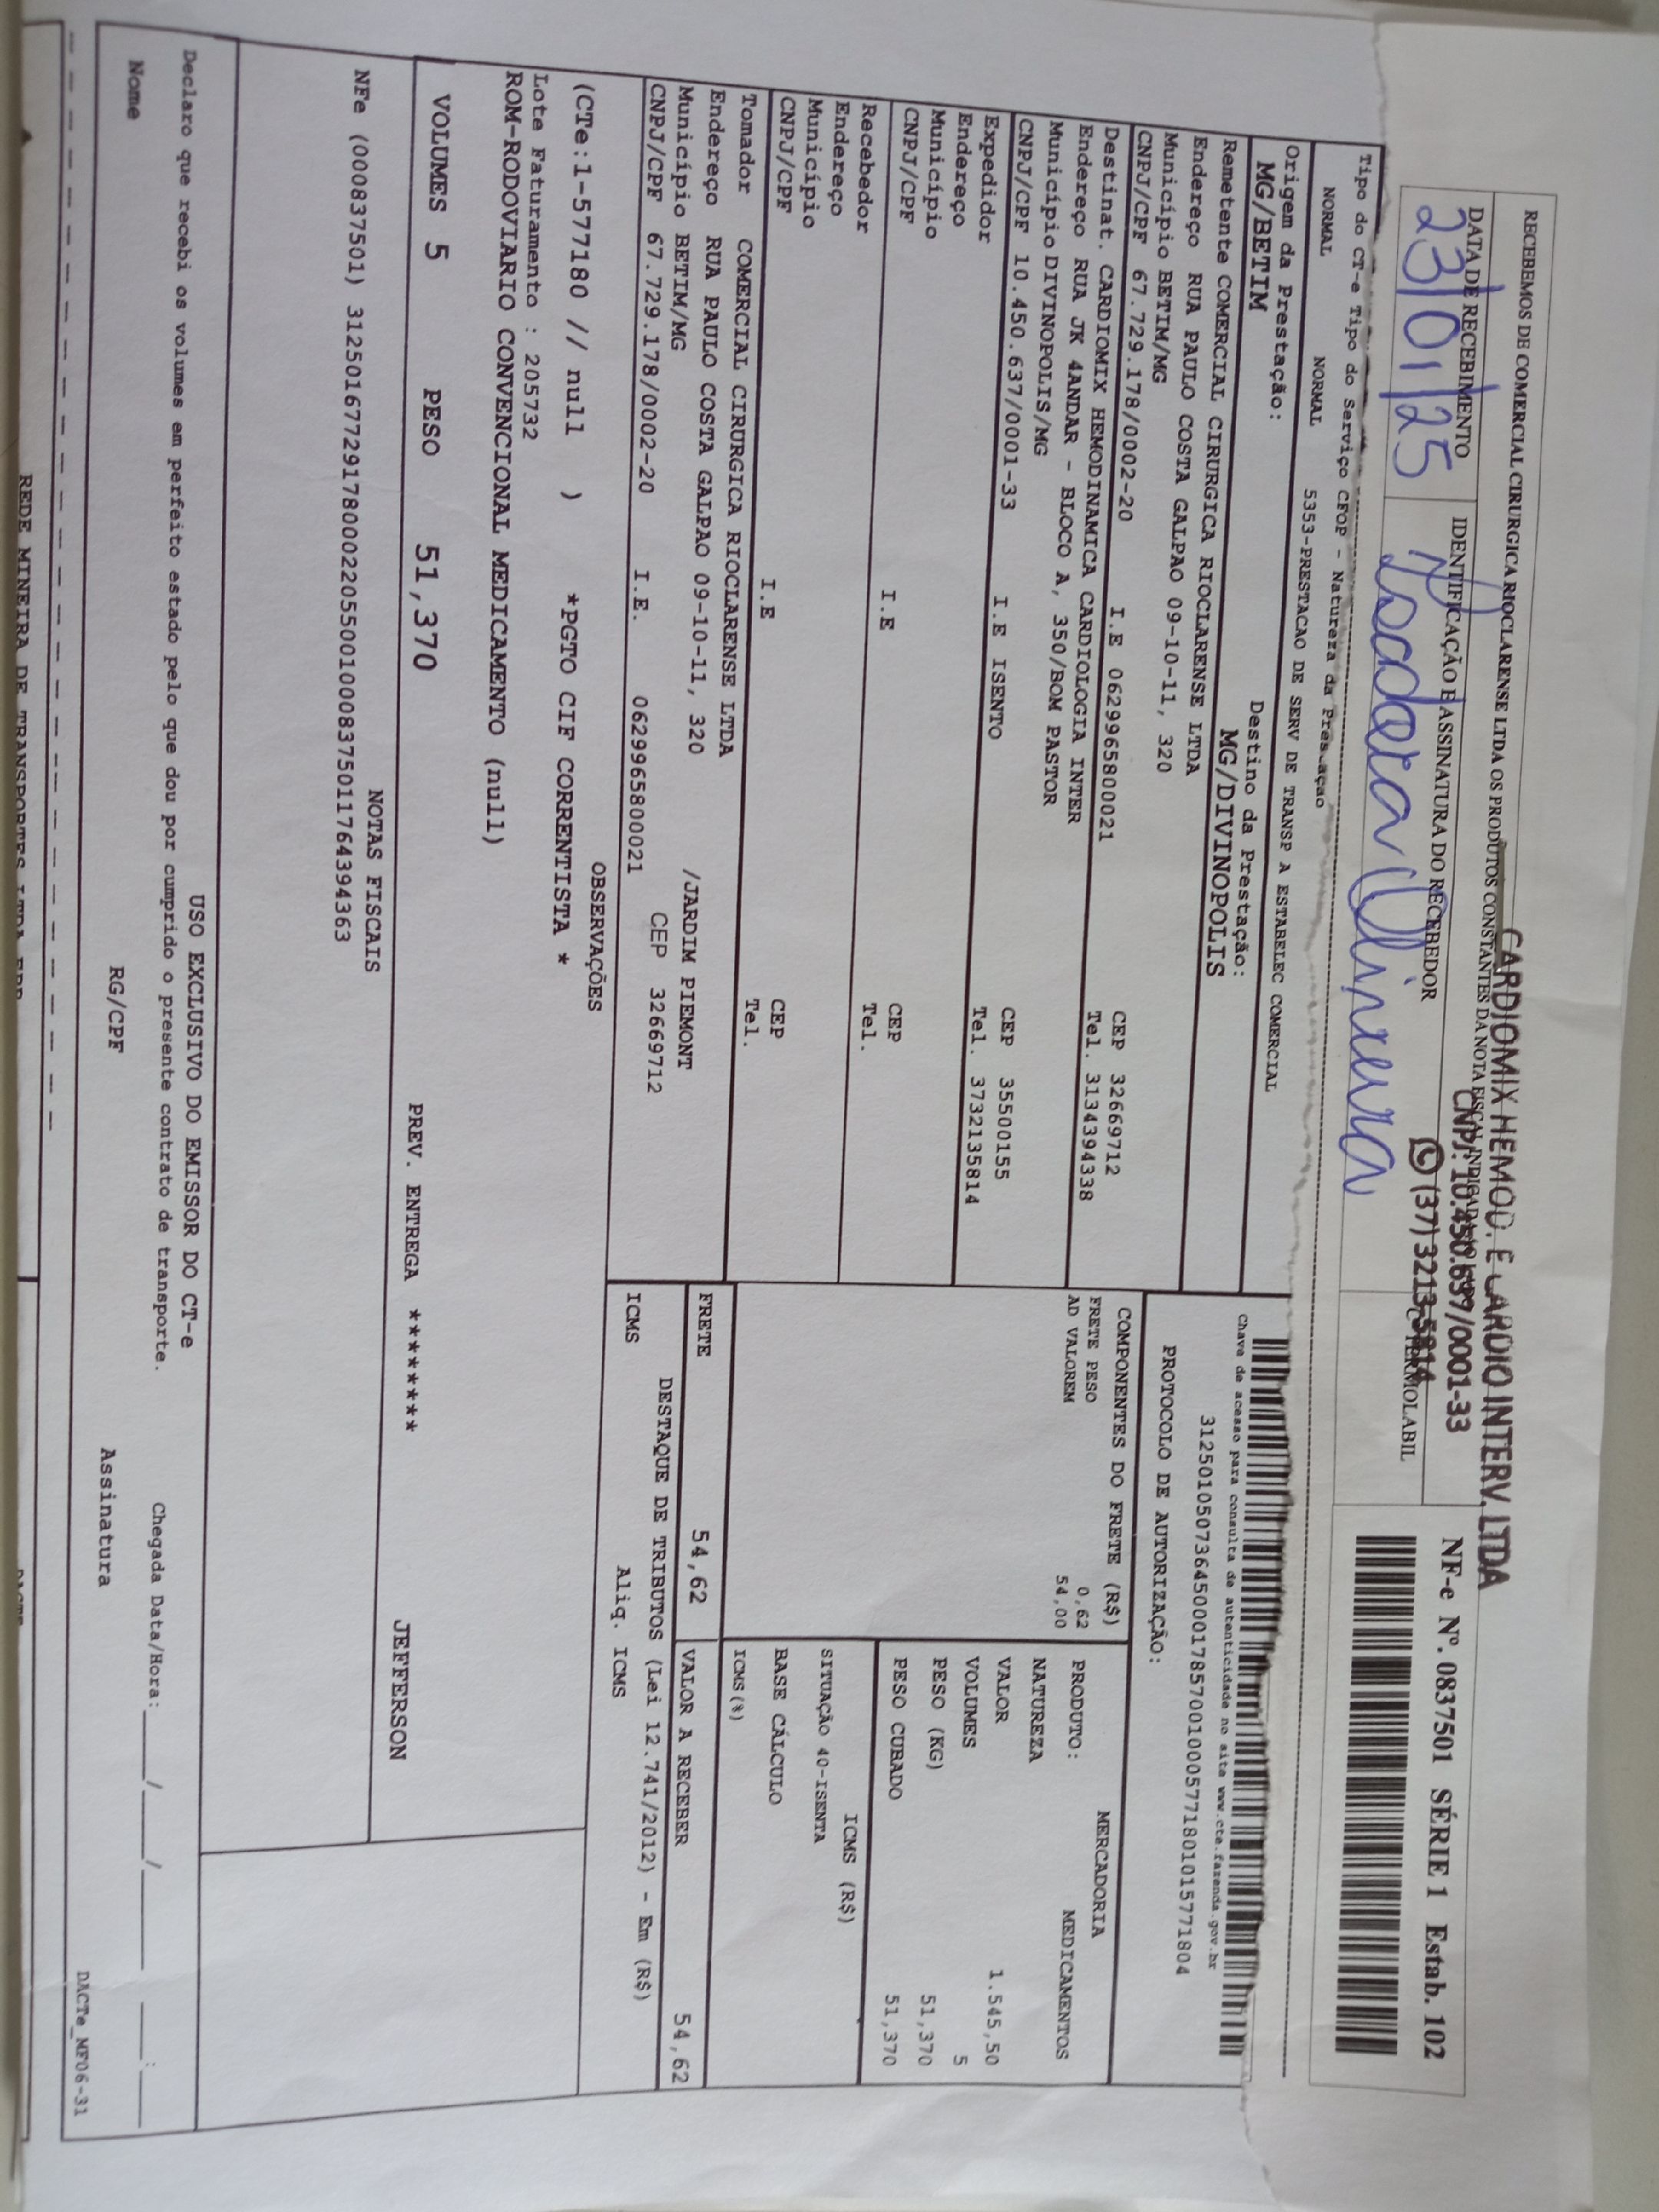 RECEBEMOS DE COMERCIAL CIRURGICA RIOCLARENSE LTDA OS PRODUTOS CONSTANTES DA NOTA FISCAL
CARDIOMIX HEMOD. E CARDIO INTERV. LTDA
CNPJ: 10.450.637/0001-33
(37) 3213-5814
DATA DE RECEBIMENTO
23/01/25
IDENTIFICAÇÃO E ASSINATURA DO RECEBEDOR
TERMOLABIL
NF-e Nº. 0837501 SÉRIE 1 Estab. 102
Tipo do CT-e Tipo do Serviço CFOP - Natureza da Prestação
NORMAL NORMAL 5353-PRESTACAO DE SERV DE TRANSP A ESTABELEC COMERCIAL
Origem da Prestação: Destino da Prestação:
MG/BETIM MG/DIVINOPOLIS
Remetente COMERCIAL CIRURGICA RIOCLARENSE LTDA
Endereço RUA PAULO COSTA GALPAO 09-10-11, 320
Município BETIM/MG CEP 32669712
CNPJ/CPF 67.729.178/0002-20 I.E 0629965800021 Tel. 3134394338
Destinat. CARDIOMIX HEMODINAMICA CARDIOLOGIA INTER
Endereço RUA JK 4ANDAR - BLOCO A, 350/BOM PASTOR
Município DIVINOPOLIS/MG CEP 35500155
CNPJ/CPF 10.450.637/0001-33 I.E ISENTO Tel. 3732135814
Expedidor
Endereço
Município CEP
CNPJ/CPF I.E Tel.
Recebedor
Endereço
Município CEP
CNPJ/CPF I.E Tel.
Tomador COMERCIAL CIRURGICA RIOCLARENSE LTDA
Endereço RUA PAULO COSTA GALPAO 09-10-11, 320 /JARDIM PIEMONT
Município BETIM/MG CEP 32669712
CNPJ/CPF 67.729.178/0002-20 I.E. 0629965800021
Chave de acesso para consulta de autenticidade no site www.cte.fazenda.gov.br
31250105073645000178570010005771801015771804
PROTOCOLO DE AUTORIZAÇÃO:
COMPONENTES DO FRETE (R$)
FRETE PESO 0,62
AD VALOREM 54,00
MERCADORIA
PRODUTO: MEDICAMENTOS
NATUREZA
VALOR 1.545,50
VOLUMES 5
PESO (KG) 51,370
PESO CUBADO 51,370
ICMS (R$)
SITUAÇÃO 40-ISENTA
BASE CÁLCULO
ICMS(%)
FRETE 54,62 VALOR A RECEBER 54,62
DESTAQUE DE TRIBUTOS (Lei 12.741/2012) - Em (R$)
ICMS Aliq. ICMS
OBSERVAÇÕES
(CTe:1-577180 // null ) *PGTO CIF CORRENTISTA *
Lote Faturamento : 205732
ROM-RODOVIARIO CONVENCIONAL MEDICAMENTO (null)
VOLUMES 5 PESO 51,370 PREV. ENTREGA ******** JEFFERSON
NOTAS FISCAIS
NFe (000837501) 31250167729178000220550010008375011764394363
USO EXCLUSIVO DO EMISSOR DO CT-e
Declaro que recebi os volumes em perfeito estado pelo que dou por cumprido o presente contrato de transporte. Chegada Data/Hora: ___/___/_____ ___:___
Nome RG/CPF Assinatura
DACTe_MF06-31
REDE MINEIRA DE TRANSPORTES LTDA EPP DACTE